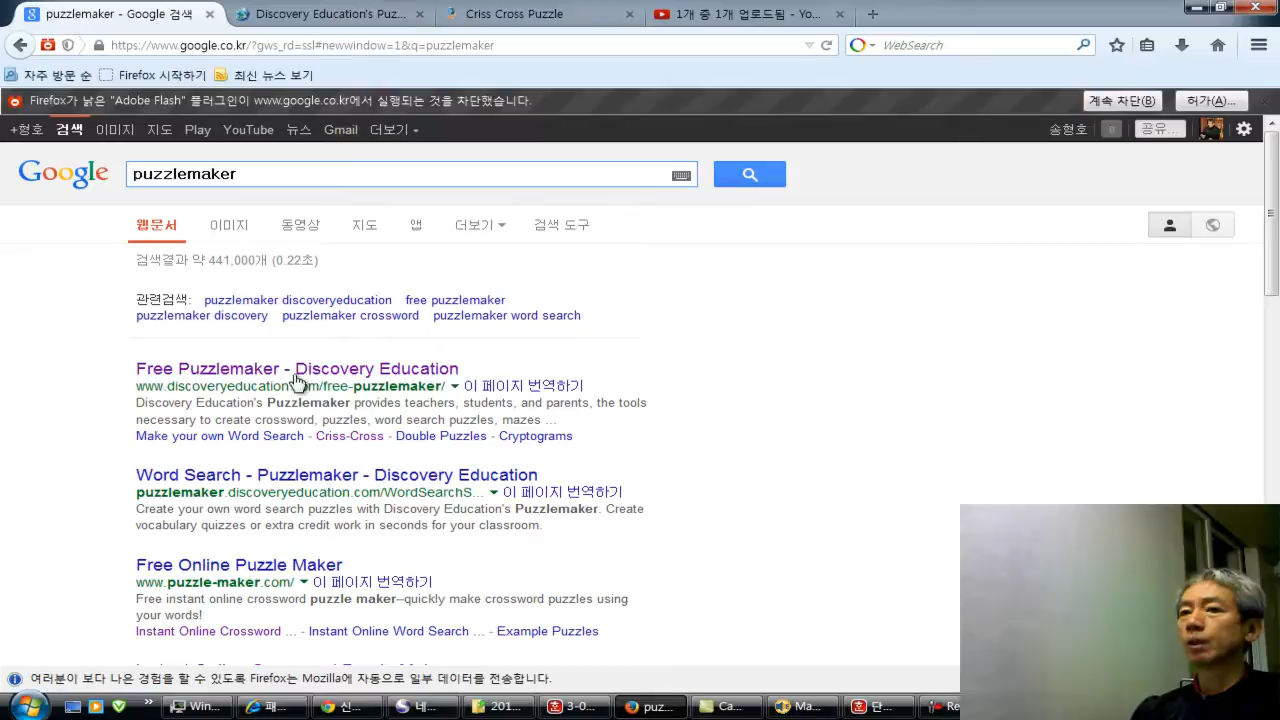 puzzlemaker - Google 검색
Discovery Education's Puz...
Criss Cross Puzzle
1개 중 1개 업로드됨 - Yo...
https://www.google.co.kr/?gws_rd=ssl#newwindow=1&q=puzzlemaker
WebSearch
자주 방문 순
Firefox 시작하기
최신 뉴스 보기
Firefox가 낡은 "Adobe Flash" 플러그인이 www.google.co.kr에서 실행되는 것을 차단했습니다.
계속 차단(B)
허가(A)...
+형호 검색 이미지 지도 Play YouTube 뉴스 Gmail 더보기
송형호 0 공유...
Google
puzzlemaker
웹문서 이미지 동영상 지도 앱 더보기 검색 도구
검색결과 약 441,000개 (0.22초)
관련검색: puzzlemaker discoveryeducation free puzzlemaker
puzzlemaker discovery puzzlemaker crossword puzzlemaker word search
Free Puzzlemaker - Discovery Education
www.discoveryeducation.com/free-puzzlemaker/ 이 페이지 번역하기
Discovery Education's Puzzlemaker provides teachers, students, and parents, the tools
necessary to create crossword, puzzles, word search puzzles, mazes ...
Make your own Word Search - Criss-Cross - Double Puzzles - Cryptograms
Word Search - Puzzlemaker - Discovery Education
puzzlemaker.discoveryeducation.com/WordSearchS... 이 페이지 번역하기
Create your own word search puzzles with Discovery Education's Puzzlemaker. Create
vocabulary quizzes or extra credit work in seconds for your classroom.
Free Online Puzzle Maker
www.puzzle-maker.com/ 이 페이지 번역하기
Free instant online crossword puzzle maker--quickly make crossword puzzles using
your words!
Instant Online Crossword ... - Instant Online Word Search ... - Example Puzzles
여러분이 보다 나은 경험을 할 수 있도록 Firefox는 Mozilla에 자동으로 일부 데이터를 전송합니다.
Win... 패... 신... 네... 201... 3-0... puz... Ca... Ma... 단... Re